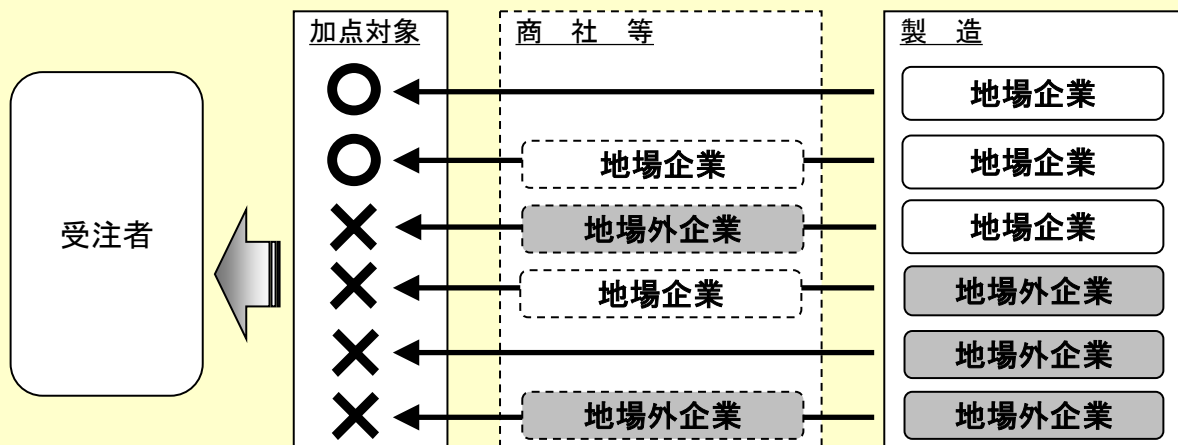 加点対象 商　社　等 製　造
地場企業
地場企業 地場企業
地場外企業 地場企業
受注者
地場企業 地場外企業
地場外企業
地場外企業 地場外企業